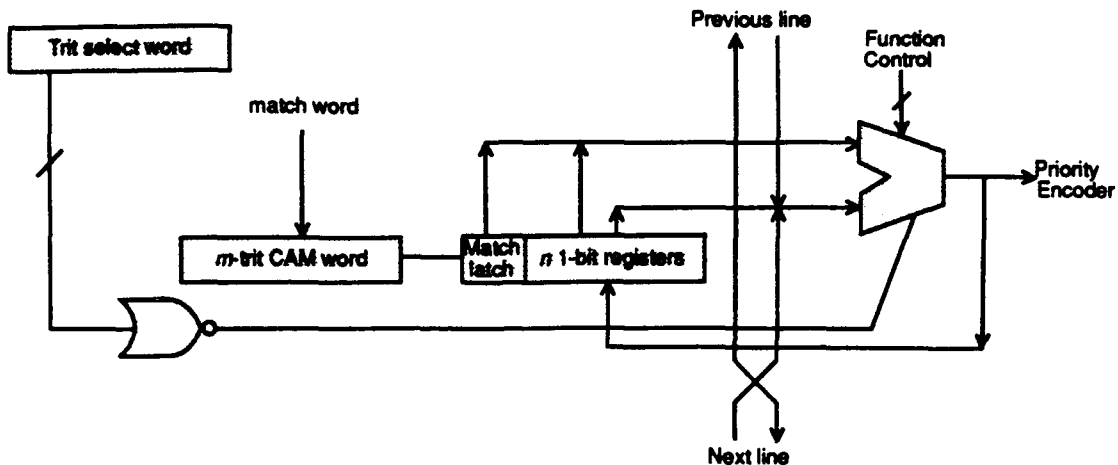 Previous line
Trit select word
Function
Control
match word
Priority
Encoder
m-trit CAM word
Match
latch
n 1-bit registers
Next line